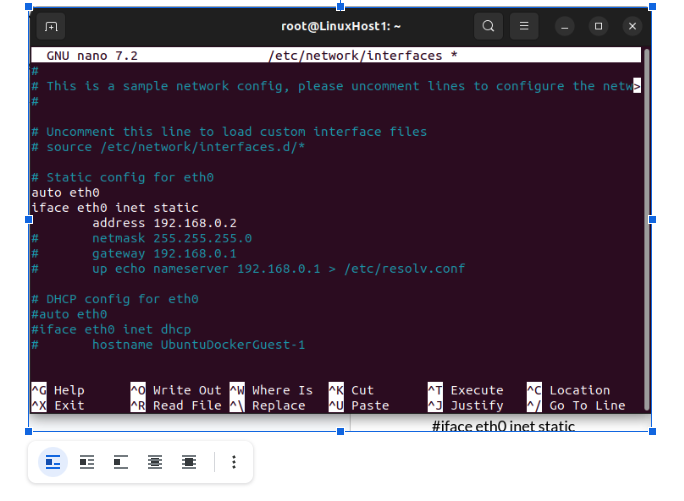 root@LinuxHost1: ~
GNU nano 7.2 /etc/network/interfaces *
#
# This is a sample network config, please uncomment lines to configure the netw>
#
# Uncomment this line to load custom interface files
# source /etc/network/interfaces.d/*
# Static config for eth0
auto eth0
iface eth0 inet static
address 192.168.0.2
# netmask 255.255.255.0
# gateway 192.168.0.1
# up echo nameserver 192.168.0.1 > /etc/resolv.conf
# DHCP config for eth0
#auto eth0
#iface eth0 inet dhcp
# hostname UbuntuDockerGuest-1
^G Help ^O Write Out ^W Where Is ^K Cut ^T Execute ^C Location
^X Exit ^R Read File ^\ Replace ^U Paste ^J Justify ^/ Go To Line
#iface eth0 inet static